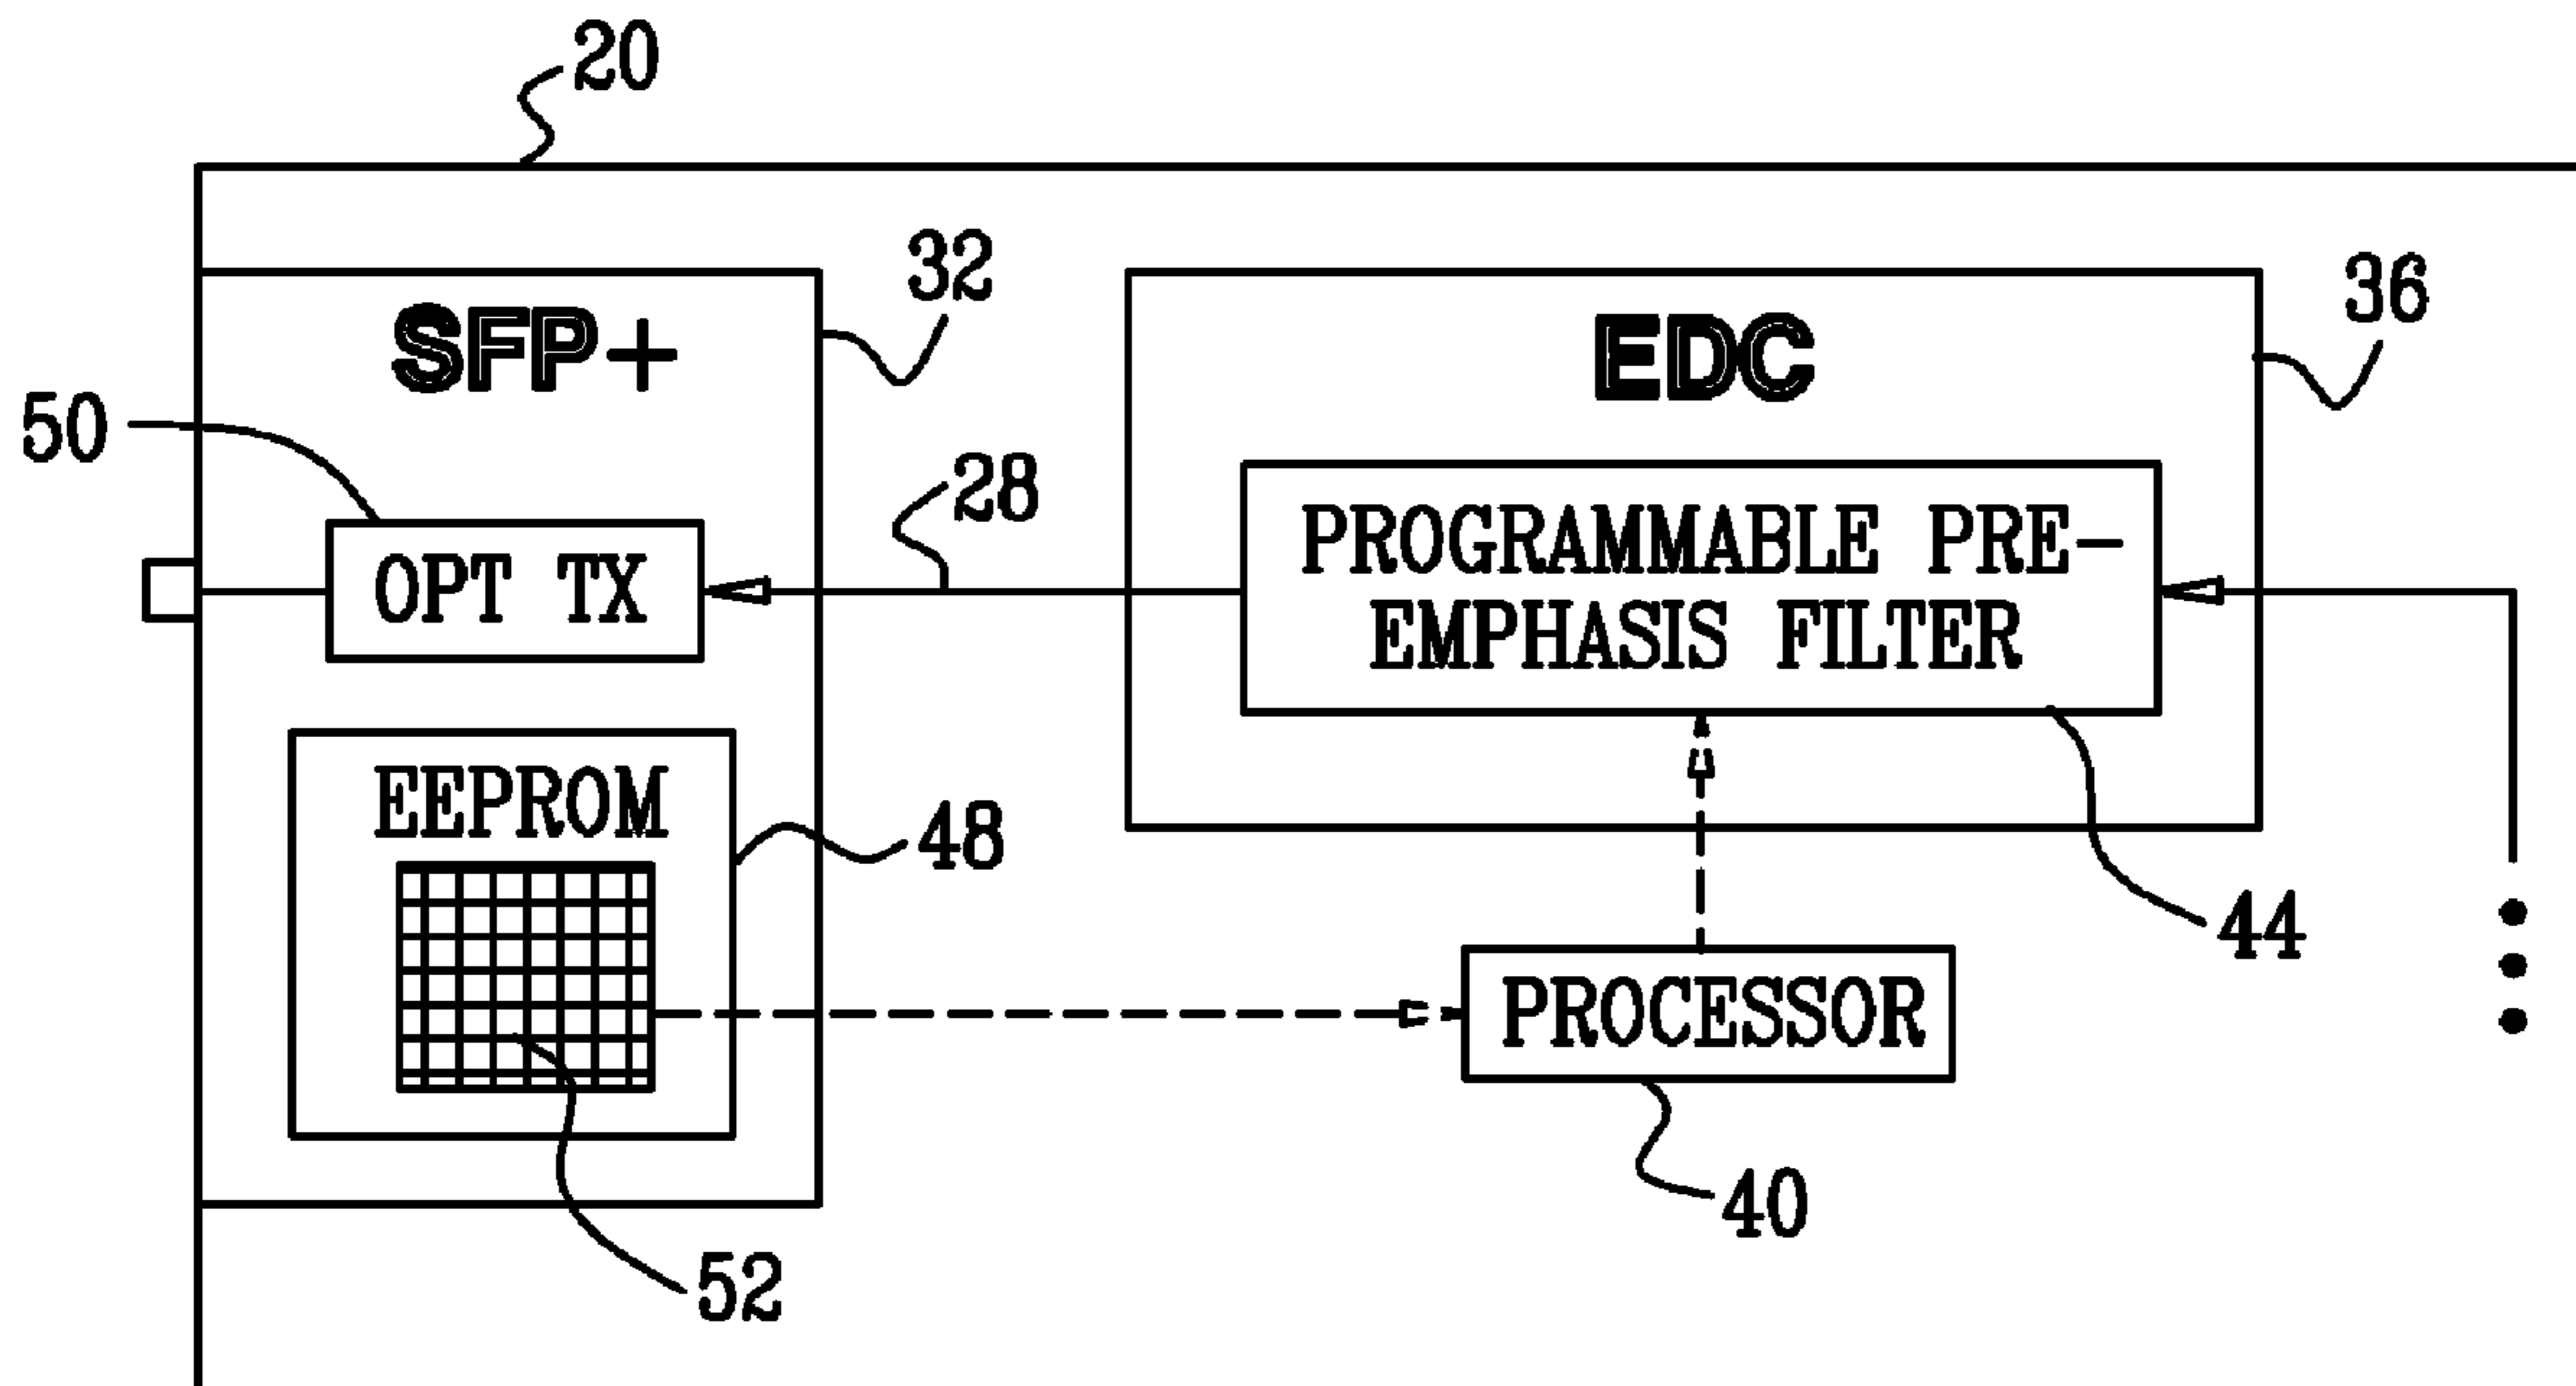 20
32
36
SFP+
EDC
50
28
PROGRAMMABLE PRE-
EMPHASIS FILTER
OPT TX
EEPROM
48
44
PROCESSOR
40
52